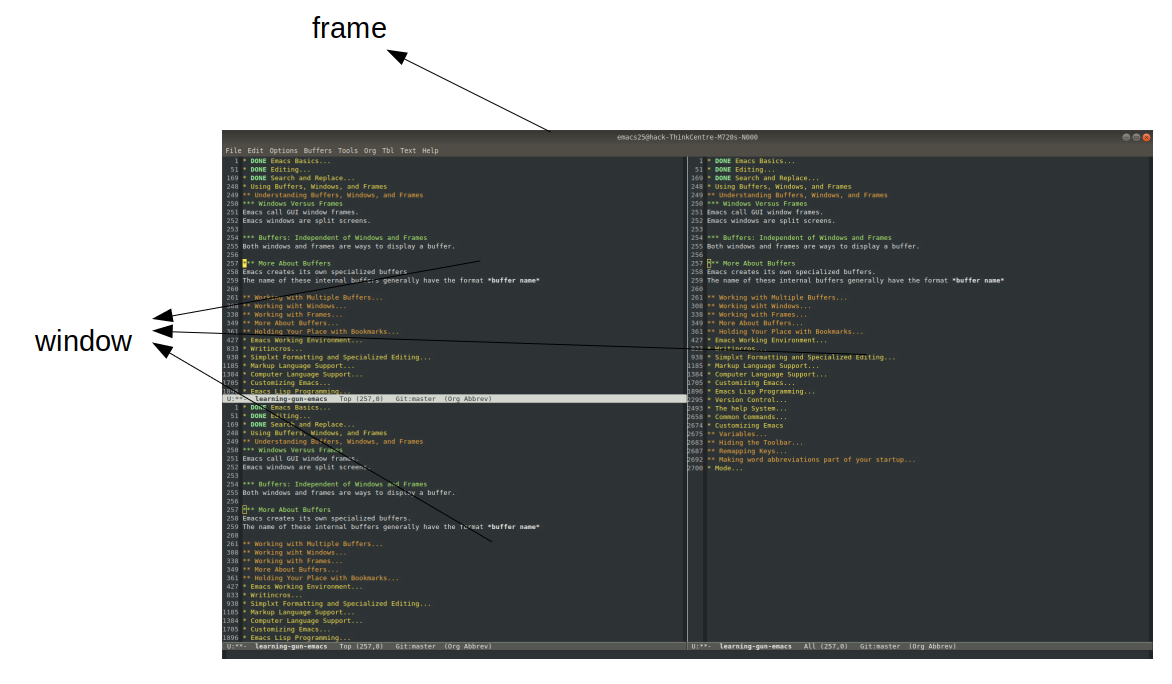 frame
window
emacs25@hack-ThinkCentre-M720s-N000
File Edit Options Buffers Tools Org Tbl Text Help
1 * DONE Emacs Basics...
51 * DONE Editing...
169 * DONE Search and Replace...
248 * Using Buffers, Windows, and Frames
249 ** Understanding Buffers, Windows, and Frames
250 *** Windows Versus Frames
251 Emacs call GUI window frames.
252 Emacs windows are split screens.
253
254 *** Buffers: Independent of Windows and Frames
255 Both windows and frames are ways to display a buffer.
256
257 *** More About Buffers
258 Emacs creates its own specialized buffers.
259 The name of these internal buffers generally have the format *buffer name*
260
261 ** Working with Multiple Buffers...
308 ** Working wiht Windows...
338 ** Working with Frames...
349 ** More About Buffers...
361 ** Holding Your Place with Bookmarks...
427 * Emacs Working Environment...
833 * Writincros...
938 * Simplxt Formatting and Specialized Editing...
1185 * Markup Language Support...
1384 * Computer Language Support...
1705 * Customizing Emacs...
1896 * Emacs Lisp Programming...
U:**- learning-gun-emacs Top (257,0) Git:master (Org Abbrev)
1 * DONE Emacs Basics...
51 * DONE Editing...
169 * DONE Search and Replace...
248 * Using Buffers, Windows, and Frames
249 ** Understanding Buffers, Windows, and Frames
250 *** Windows Versus Frames
251 Emacs call GUI window frames.
252 Emacs windows are split screens.
253
254 *** Buffers: Independent of Windows and Frames
255 Both windows and frames are ways to display a buffer.
256
257 *** More About Buffers
258 Emacs creates its own specialized buffers.
259 The name of these internal buffers generally have the format *buffer name*
260
261 ** Working with Multiple Buffers...
308 ** Working wiht Windows...
338 ** Working with Frames...
349 ** More About Buffers...
361 ** Holding Your Place with Bookmarks...
427 * Emacs Working Environment...
833 * Writincros...
938 * Simplxt Formatting and Specialized Editing...
1185 * Markup Language Support...
1384 * Computer Language Support...
1705 * Customizing Emacs...
1896 * Emacs Lisp Programming...
U:**- learning-gun-emacs Top (257,0) Git:master (Org Abbrev)
1 * DONE Emacs Basics...
51 * DONE Editing...
169 * DONE Search and Replace...
248 * Using Buffers, Windows, and Frames
249 ** Understanding Buffers, Windows, and Frames
250 *** Windows Versus Frames
251 Emacs call GUI window frames.
252 Emacs windows are split screens.
253
254 *** Buffers: Independent of Windows and Frames
255 Both windows and frames are ways to display a buffer.
256
257 *** More About Buffers
258 Emacs creates its own specialized buffers.
259 The name of these internal buffers generally have the format *buffer name*
260
261 ** Working with Multiple Buffers...
308 ** Working wiht Windows...
338 ** Working with Frames...
349 ** More About Buffers...
361 ** Holding Your Place with Bookmarks...
427 * Emacs Working Environment...
833 * Writincros...
938 * Simplxt Formatting and Specialized Editing...
1185 * Markup Language Support...
1384 * Computer Language Support...
1705 * Customizing Emacs...
1896 * Emacs Lisp Programming...
2295 * Version Control...
2493 * The help System...
2658 * Common Commands...
2674 * Customizing Emacs
2675 ** Variables...
2683 ** Hiding the Toolbar...
2687 ** Remapping Keys...
2692 ** Making word abbreviations part of your startup...
2700 * Mode...
U:**- learning-gun-emacs All (257,0) Git:master (Org Abbrev)